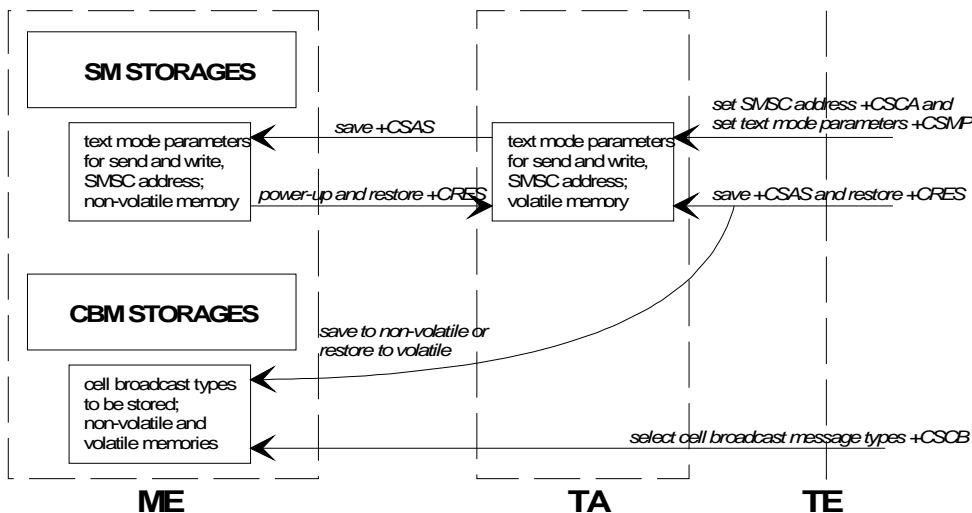 SM STORAGES
set SMSC address +CSCA and
set text mode parameters +CSMP
save +CSAS
text mode parameters
for send and write,
SMSC address;
non-volatile memory
text mode parameters
for send and write,
SMSC address;
volatile memory
power-up and restore +CRES
save +CSAS and restore +CRES
CBM STORAGES
save to non-volatile or
restore to volatile
cell broadcast types
to be stored;
non-volatile and
volatile memories
select cell broadcast message types +CSCB
ME
TA
TE